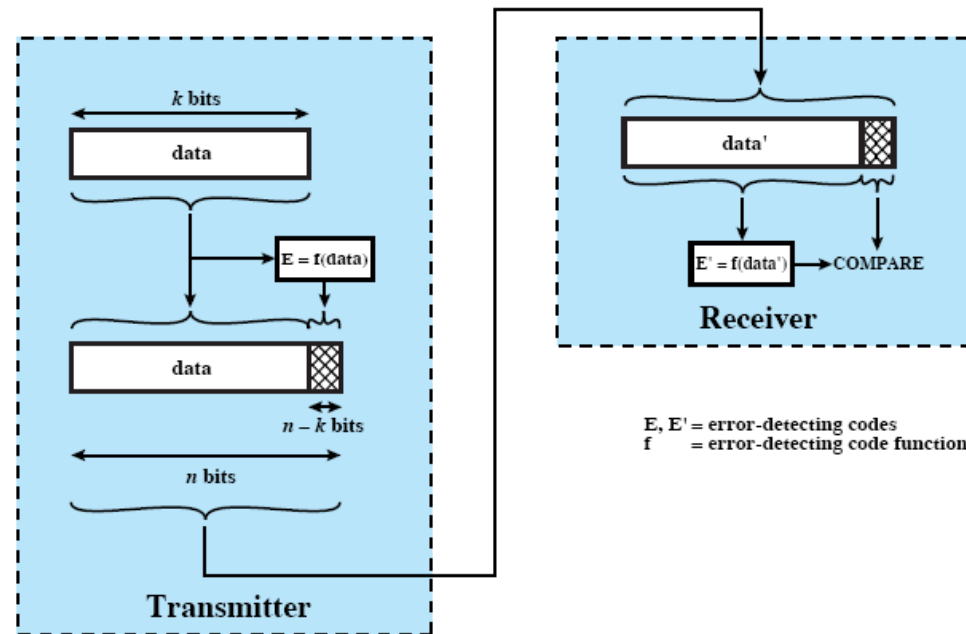 k bits
data
E = f(data)
data
n – k bits
n bits
Transmitter
data'
E' = f(data')
COMPARE
Receiver
E, E' = error-detecting codes
f = error-detecting code function